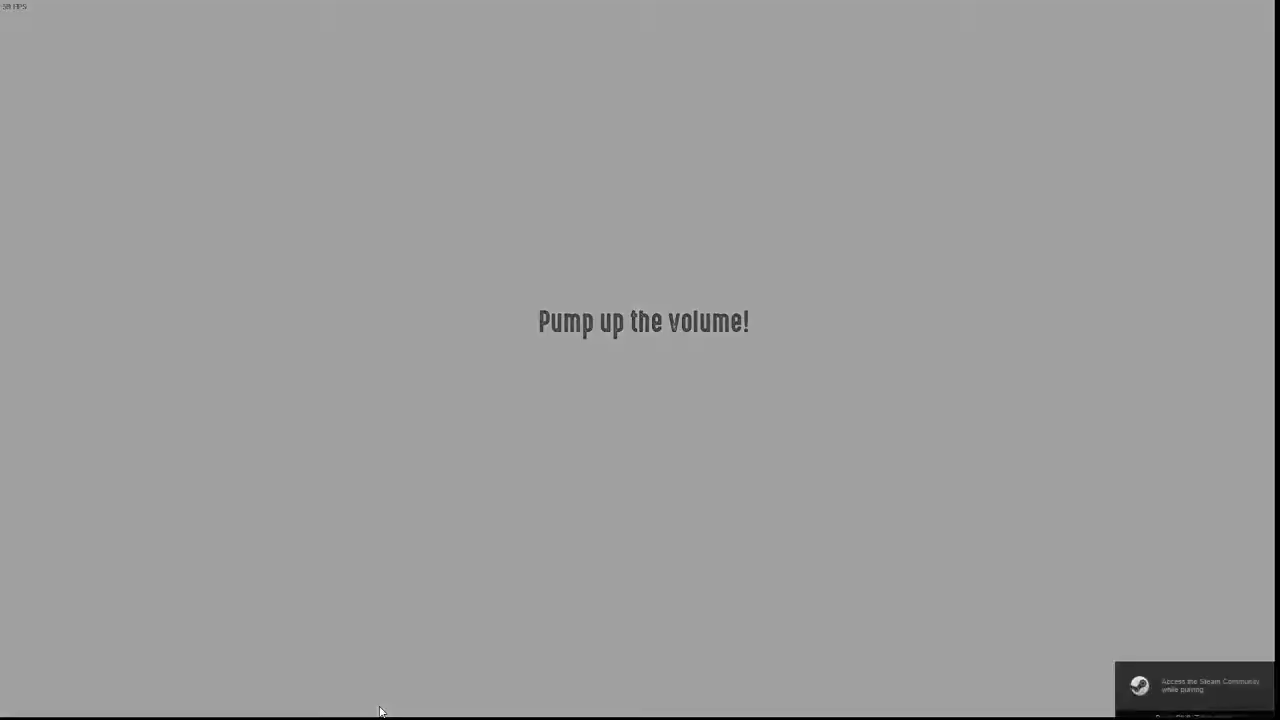 Pump up the volume!
Access the Steam Community
while playing